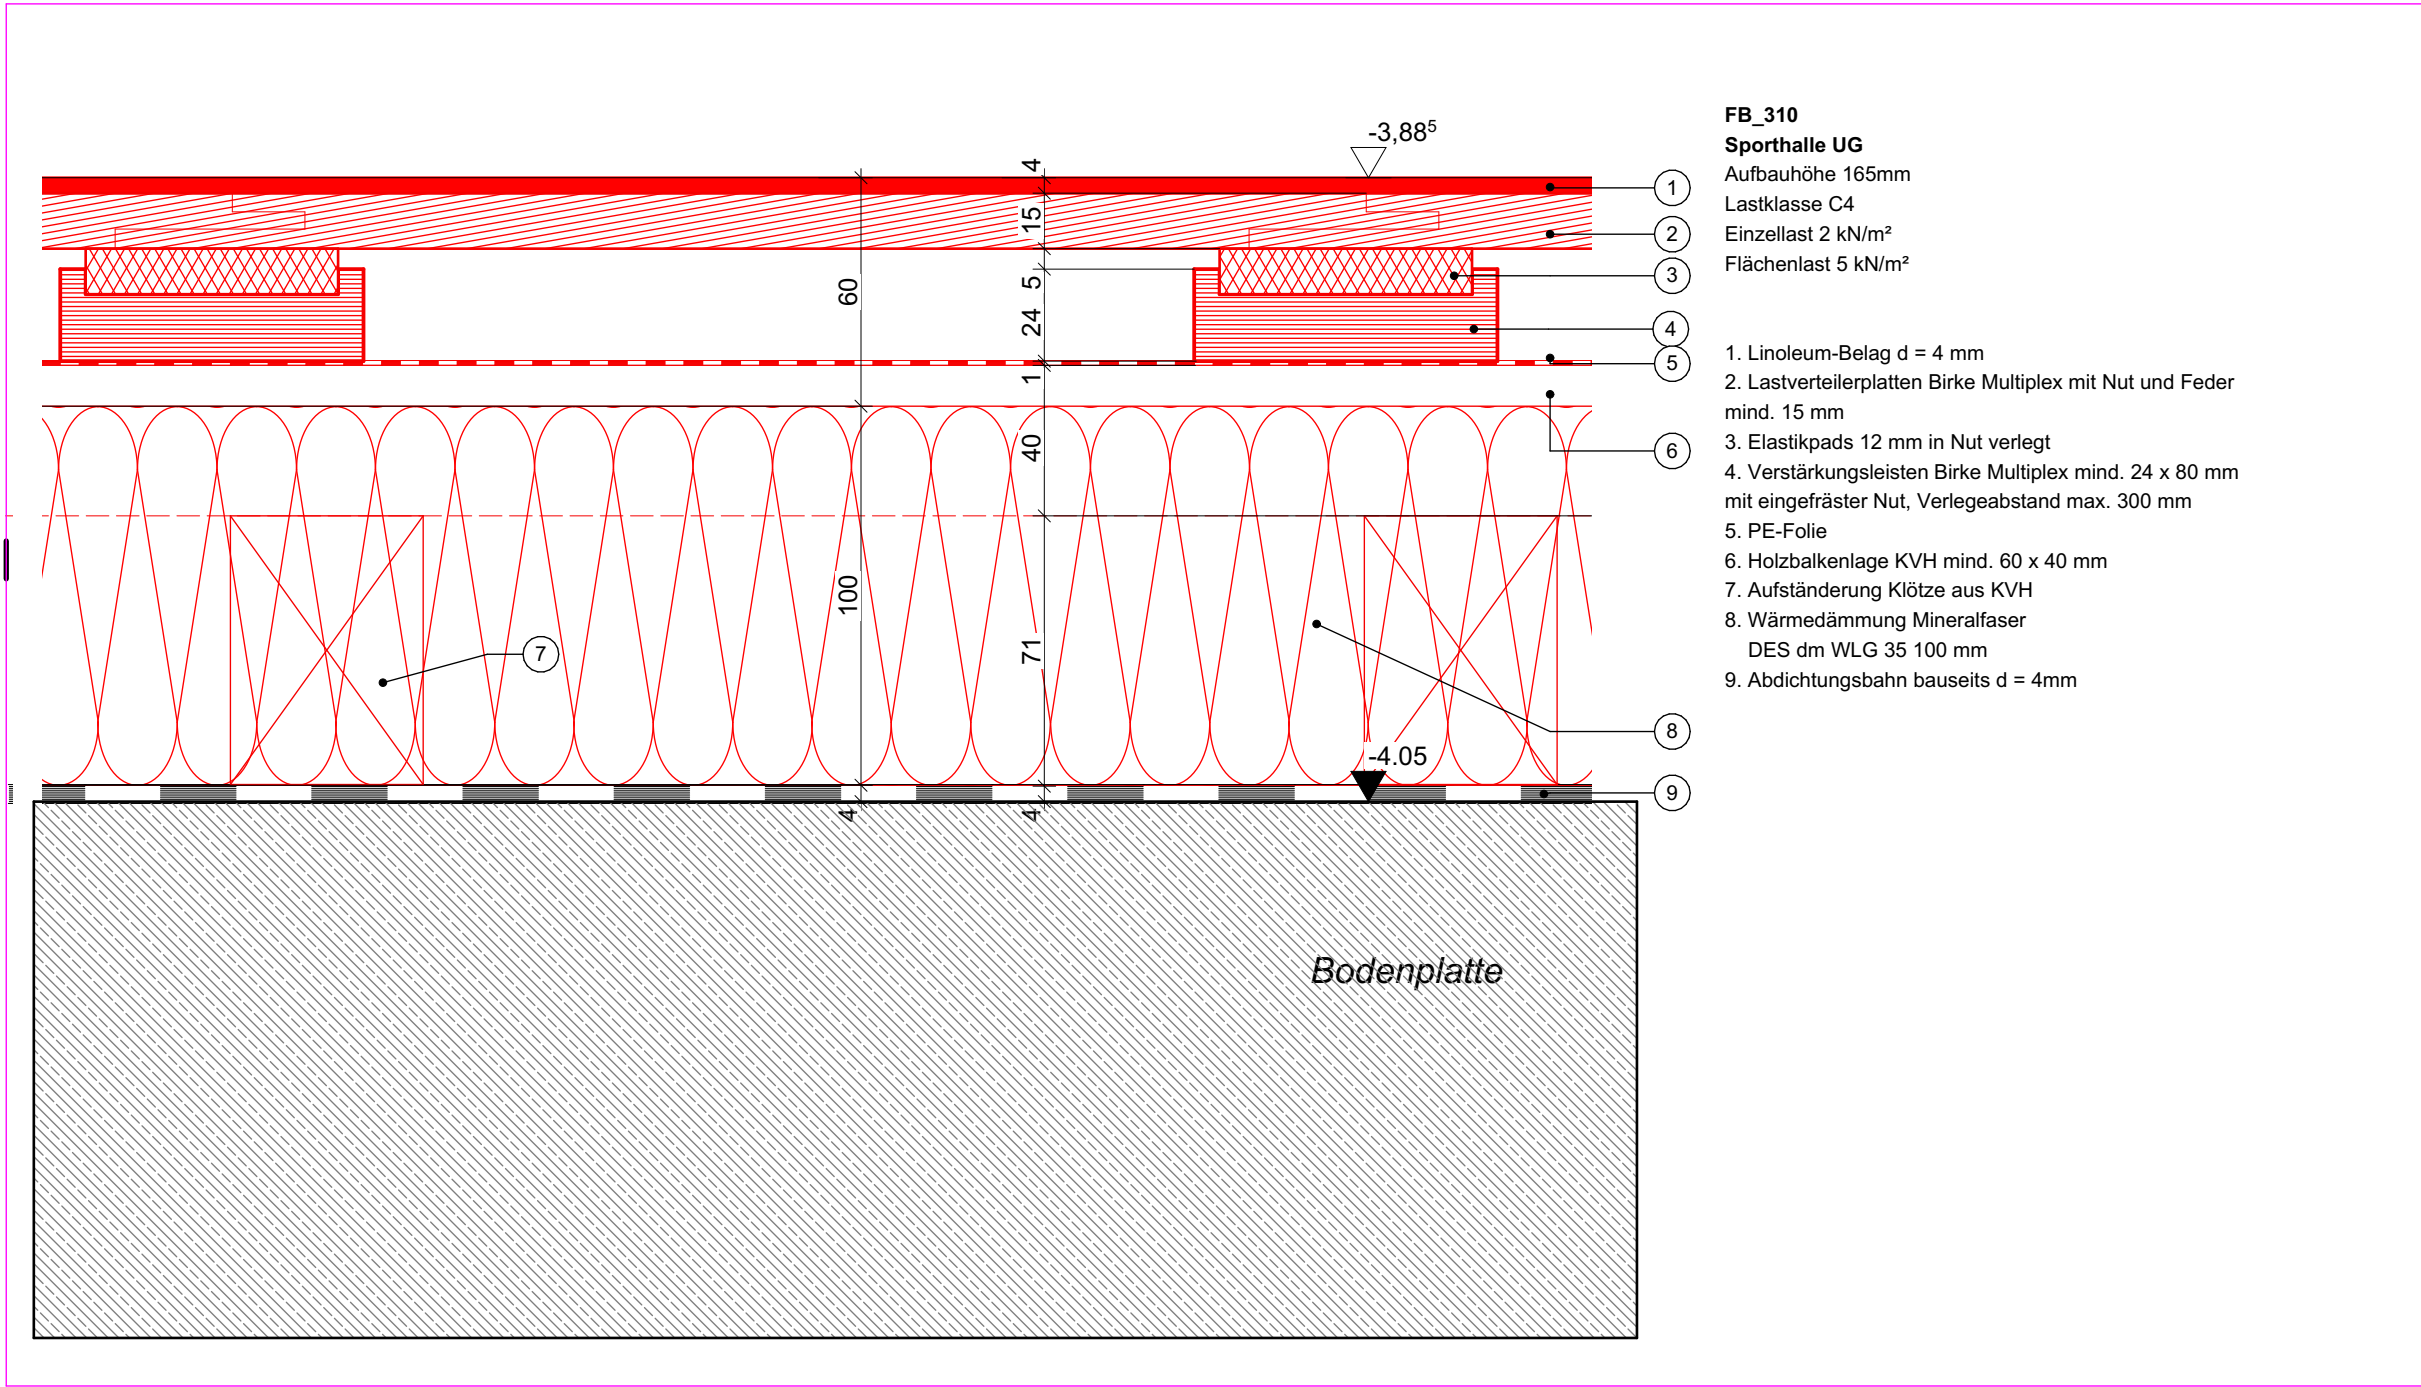 -3,88⁵
4
15
5
24
1
40
71
4
60
100
4
-4.05
1
2
3
4
5
6
7
8
9
Bodenplatte
FB_310
Sporthalle UG
Aufbauhöhe 165mm
Lastklasse C4
Einzellast 2 kN/m²
Flächenlast 5 kN/m²
1. Linoleum-Belag d = 4 mm
2. Lastverteilerplatten Birke Multiplex mit Nut und Feder
mind. 15 mm
3. Elastikpads 12 mm in Nut verlegt
4. Verstärkungsleisten Birke Multiplex mind. 24 x 80 mm
mit eingefräster Nut, Verlegeabstand max. 300 mm
5. PE-Folie
6. Holzbalkenlage KVH mind. 60 x 40 mm
7. Aufständerung Klötze aus KVH
8. Wärmedämmung Mineralfaser
DES dm WLG 35 100 mm
9. Abdichtungsbahn bauseits d = 4mm